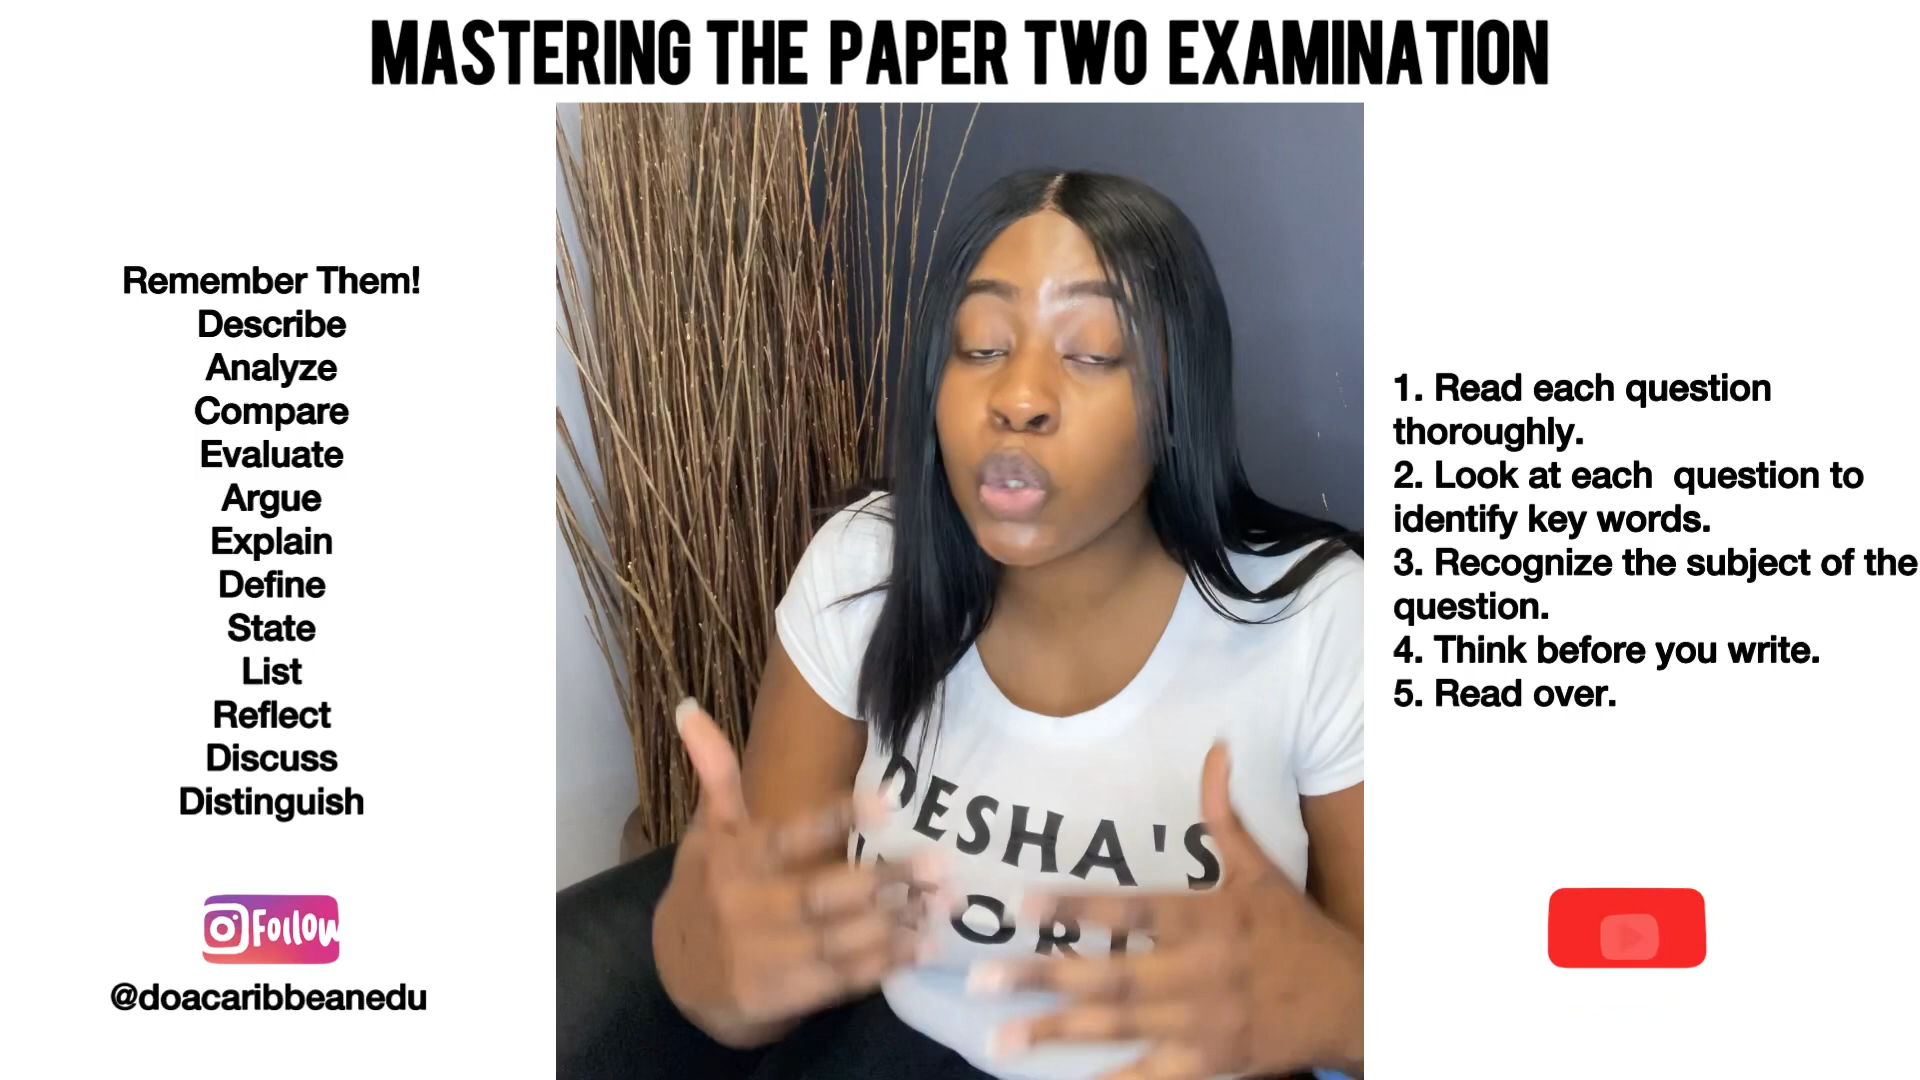 MASTERING THE PAPER TWO EXAMINATION
Remember Them!
Describe
Analyze
Compare
Evaluate
Argue
Explain
Define
State
List
Reflect
Discuss
Distinguish
Follow
@doacaribbeanedu
DESHA'S
1. Read each question
thoroughly.
2. Look at each  question to
identify key words.
3. Recognize the subject of the
question.
4. Think before you write.
5. Read over.